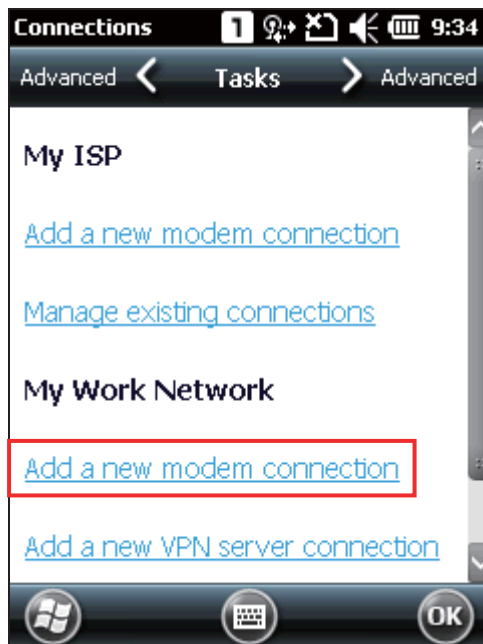 Connections 1 9:34
Advanced Tasks Advanced
My ISP
Add a new modem connection
Manage existing connections
My Work Network
Add a new modem connection
Add a new VPN server connection
OK